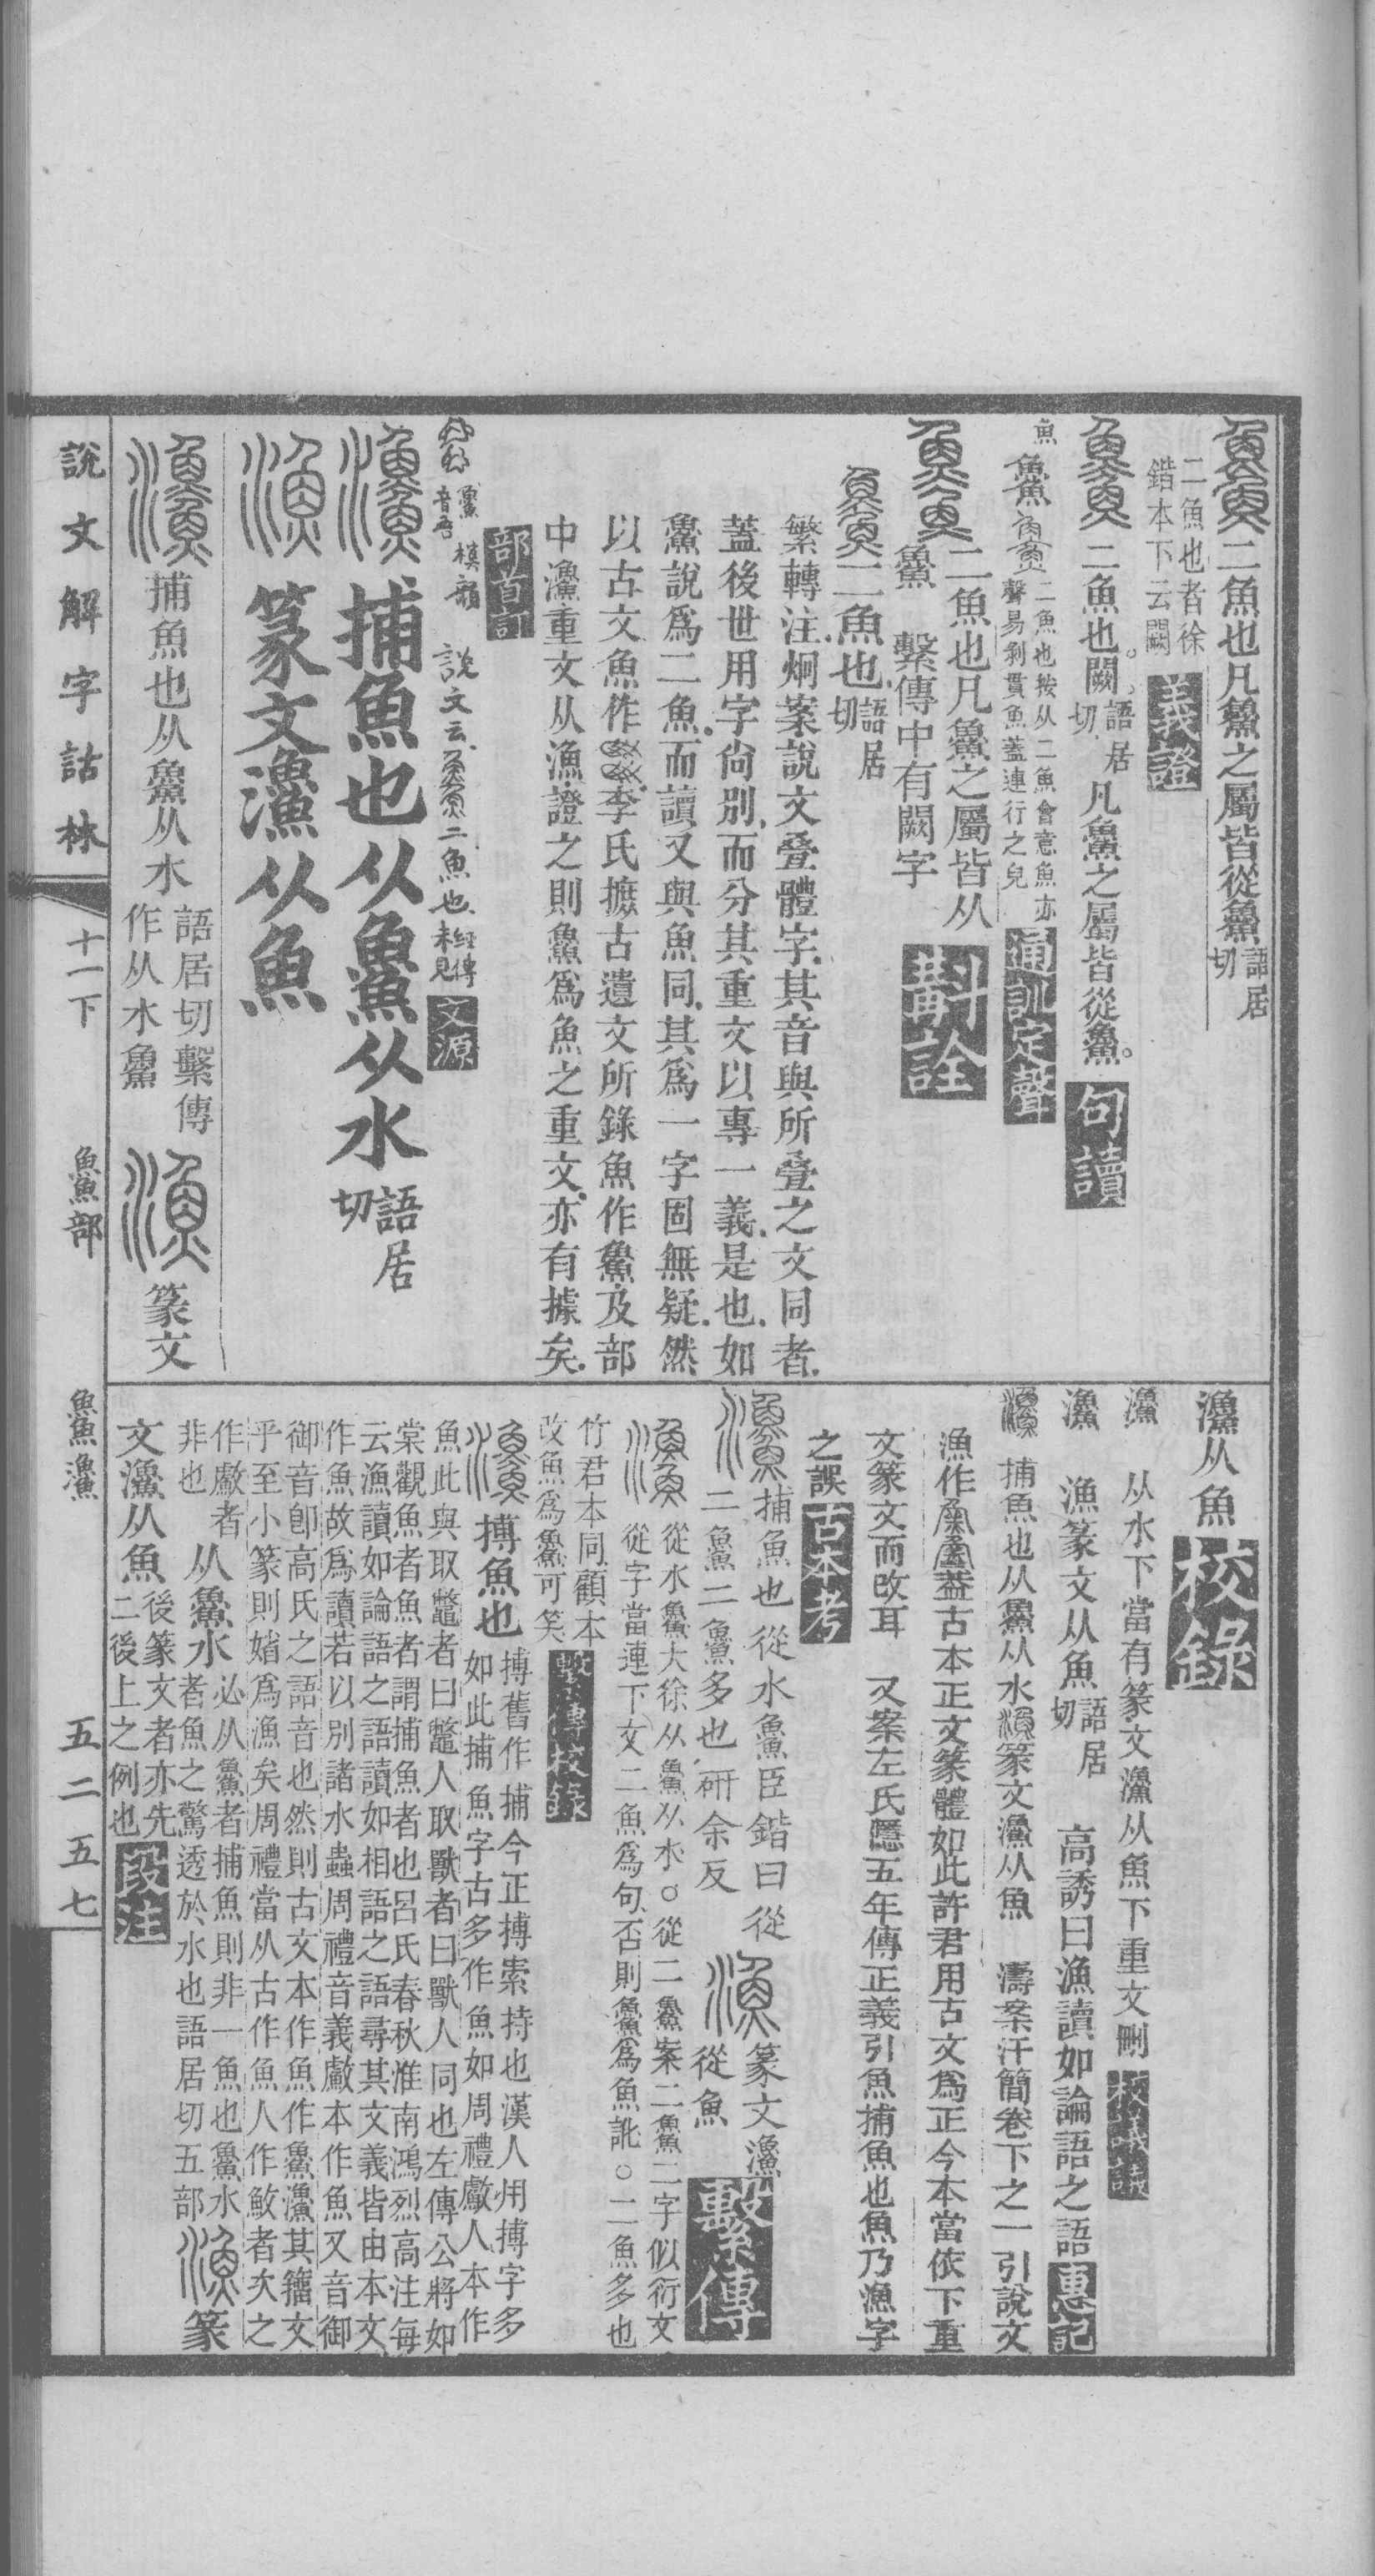 𩺰二魚也凡𩺰之屬皆從𩺰語居切
二魚也者徐
鍇本下云闕
義證
𩺰二魚也。闕。語居切凡𩺰之屬皆從𩺰。句讀
魚
𩺰𩺰二魚也按从二魚會意魚亦
聲易剝貫魚蓋連行之皃
通訓定聲
𩺰二魚也凡𩺰之屬皆从
𩺰　繫傳中有闕字
斠詮
𩺰二魚也語居切
繁轉注炯案說文疊體字其音與所疊之文同者
蓋後世用字尙別而分其重文以專一義是也如
𩺰說爲二魚而讀又與魚同其爲一字固無疑然
以古文魚作李氏摭古遺文所錄魚作𩺰及部
中𤀯重文从漁證之則𩺰爲魚之重文亦有據矣
部首訂
𩺰音吾模韻　說文云𩺰二魚也經傳未見文源
𤀯捕魚也从𩺰从水語居切
漁篆文𤀯从魚
𤀯捕魚也从𩺰从水語居切繫傳作从水𩺰漁篆文
說文解字詁林
十一下
𩺰部
𩺰𤀯
五二五七
𤀯从魚校錄
𤀯　从水下當有篆文𤀯从魚下重文刪校議議
𤀯　漁篆文从魚語居切　高誘曰漁讀如論語之語惠記
𤀯　捕魚也从𩺰从水漁篆文𤀯从魚　濤案汗簡卷下之一引說文
漁作蓋古本正文篆體如此許君用古文爲正今本當依下重
文篆文而改耳　又案左氏隱五年傳正義引魚捕魚也魚乃漁字
之誤古本考
𤀯捕魚也從水𩺰臣鍇曰從
二𩺰二𩺰多也研余反
漁篆文𤀯
從魚
繫傳
𤀯從水𩺰大徐从𩺰从水○從二𩺰案二𩺰二字似衍文
從字當連下文二魚爲句否則𩺰爲魚訛○二魚多也
竹君本同顧本
改魚爲𩺰可笑
繫傳校錄
𤀯搏魚也搏舊作捕今正搏索持也漢人用搏字多
如此捕魚字古多作魚如周禮䱷人本作
魚此與取鼈者曰鼈人取獸者曰獸人同也左傳公將如
棠觀魚者魚者謂捕魚者也呂氏春秋淮南鴻烈高注每
云漁讀如論語之語讀如相語之語尋其文義皆由本文
作魚故爲讀若以別諸水蟲周禮音義䱷本作魚又音御
御音卽高氏之語音也然則古文本作魚作𤀯漁其籒文
乎至小篆則媘爲漁矣周禮當从古作魚人作䱷者次之
作䱷者
非也
从𩺰水必从𩺰者捕魚則非一魚也𩺰水
者魚之驚透於水也語居切五部
漁篆
文𤀯从魚後篆文者亦先
二後上之例也
段注